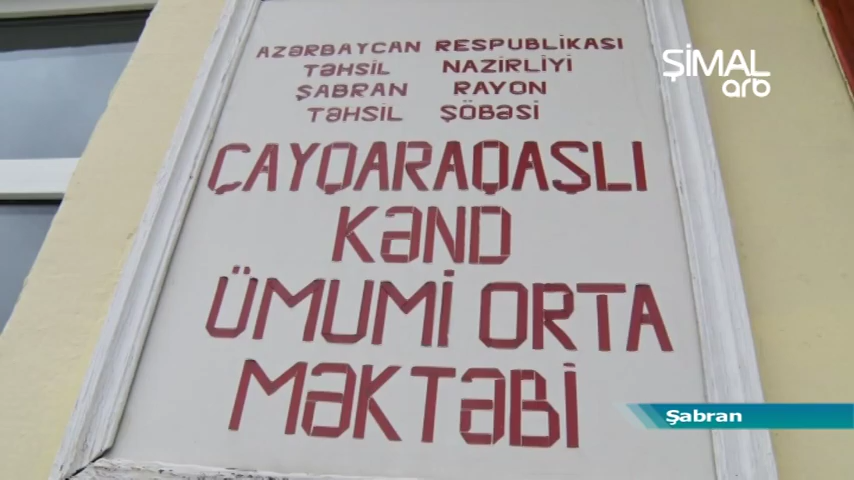 AZƏRBAYCAN RESPUBLİKASI
TƏHSİL NAZİRLİYİ
ŞABRAN RAYON
TƏHSİL ŞÖBƏSİ
ÇAYQARAQAŞLI
KƏND
ÜMUMİ ORTA
MƏKTƏBİ
ŞİMAL
arb
Şabran